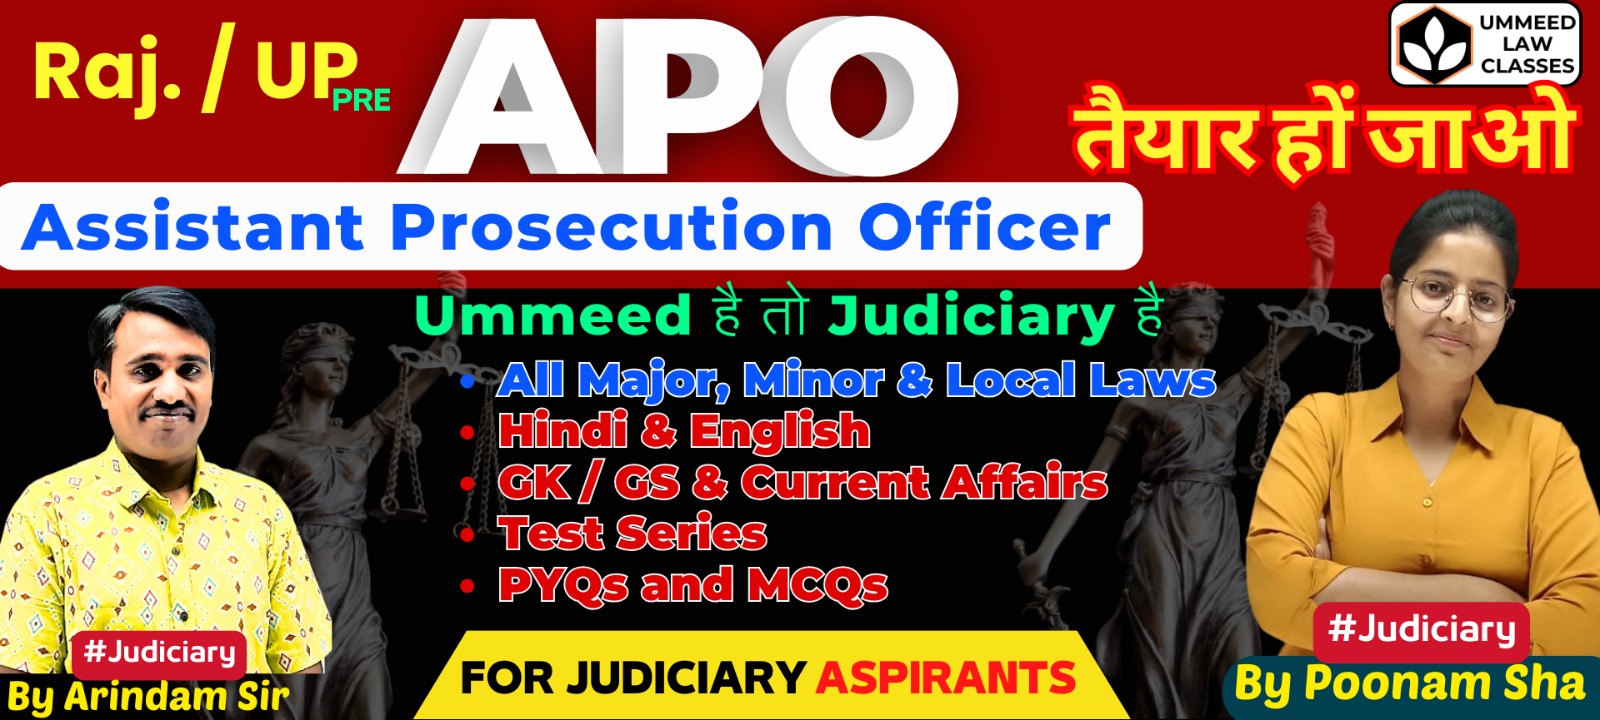 Raj. / UP PRE
APO
UMMEED
LAW
CLASSES
तैयार हों जाओ
Assistant Prosecution Officer
Ummeed है तो Judiciary है
• All Major, Minor & Local Laws
• Hindi & English
• GK / GS & Current Affairs
• Test Series
• PYQs and MCQs
#Judiciary
By Arindam Sir
FOR JUDICIARY ASPIRANTS
#Judiciary
By Poonam Sha